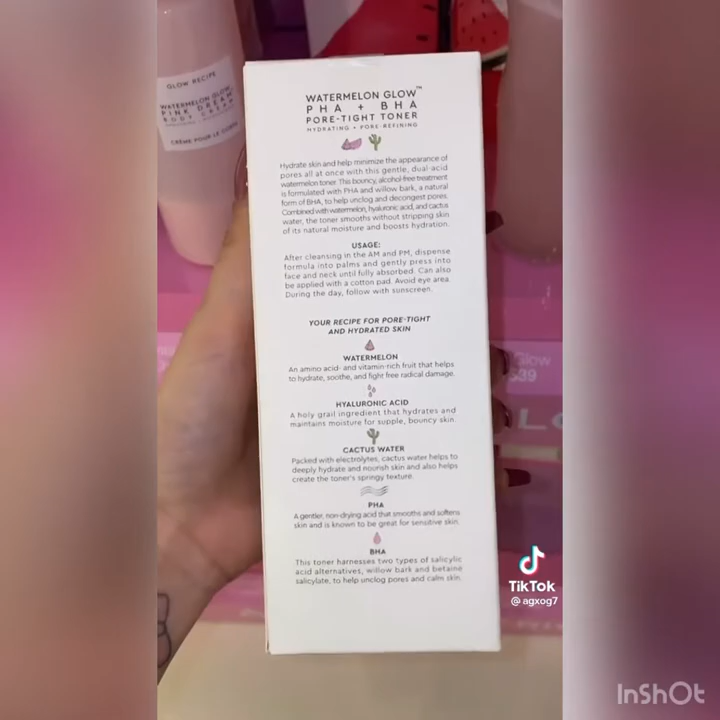 GLOW RECIPE
WATERMELON GLOW
PINK DREAM
BODY CREAM
CRÈME POUR LE CORPS
WATERMELON GLOW™
PHA + BHA
PORE-TIGHT TONER
HYDRATING + PORE-REFINING
Hydrate skin and help minimize the appearance of
pores all at once with this gentle, dual-acid
watermelon toner. This bouncy, alcohol-free treatment
is formulated with PHA and willow bark, a natural
form of BHA, to help unclog and decongest pores.
Combined with watermelon, hyaluronic acid, and cactus
water, the toner smooths without stripping skin
of its natural moisture and boosts hydration.
USAGE:
After cleansing in the AM and PM, dispense
formula into palms and gently press into
face and neck until fully absorbed. Can also
be applied with a cotton pad. Avoid eye area.
During the day, follow with sunscreen.
YOUR RECIPE FOR PORE-TIGHT
AND HYDRATED SKIN
WATERMELON
An amino acid- and vitamin-rich fruit that helps
to hydrate, soothe, and fight free radical damage.
HYALURONIC ACID
A holy grail ingredient that hydrates and
maintains moisture for supple, bouncy skin.
CACTUS WATER
Packed with electrolytes, cactus water helps to
deeply hydrate and nourish skin and also helps
create the toner's springy texture.
PHA
A gentler, non-drying acid that smooths and softens
skin and is known to be great for sensitive skin.
BHA
This toner harnesses two types of salicylic
acid alternatives, willow bark and betaine
salicylate, to help unclog pores and calm skin.
Glow
$39
TikTok
@agxog7
InShOt